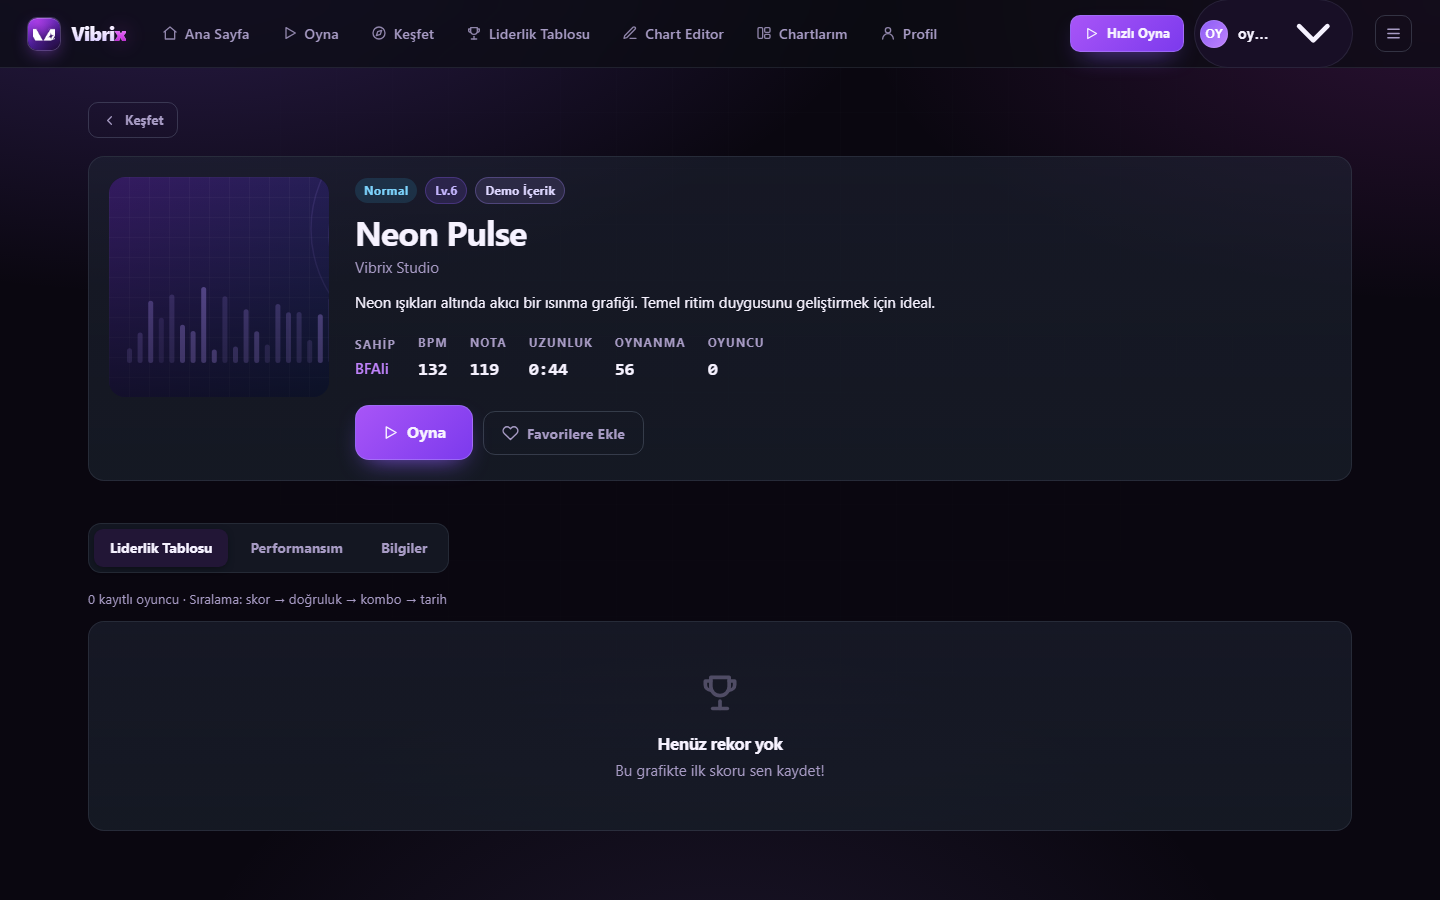 Vibrix
Ana Sayfa
Oyna
Keşfet
Liderlik Tablosu
Chart Editor
Chartlarım
Profil
Hızlı Oyna
OY
oy...
Keşfet
Normal
Lv.6
Demo İçerik
Neon Pulse
Vibrix Studio
Neon ışıkları altında akıcı bir ısınma grafiği. Temel ritim duygusunu geliştirmek için ideal.
SAHİP BPM NOTA UZUNLUK OYNANMA OYUNCU
BFAli 132 119 0:44 56 0
Oyna
Favorilere Ekle
Liderlik Tablosu
Performansım
Bilgiler
0 kayıtlı oyuncu · Sıralama: skor → doğruluk → kombo → tarih
Henüz rekor yok
Bu grafikte ilk skoru sen kaydet!